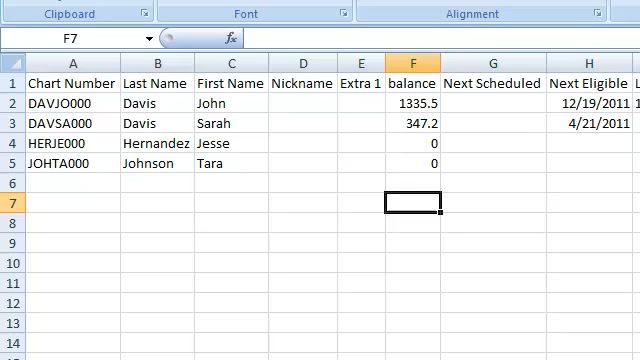 Clipboard Font Alignment
F7 fx
A B C D E F G H
1 Chart Number Last Name First Name Nickname Extra 1 balance Next Scheduled Next Eligible L
2 DAVJO000 Davis John 1335.5 12/19/2011 1
3 DAVSA000 Davis Sarah 347.2 4/21/2011
4 HERJE000 Hernandez Jesse 0
5 JOHTA000 Johnson Tara 0
6
7
8
9
10
11
12
13
14